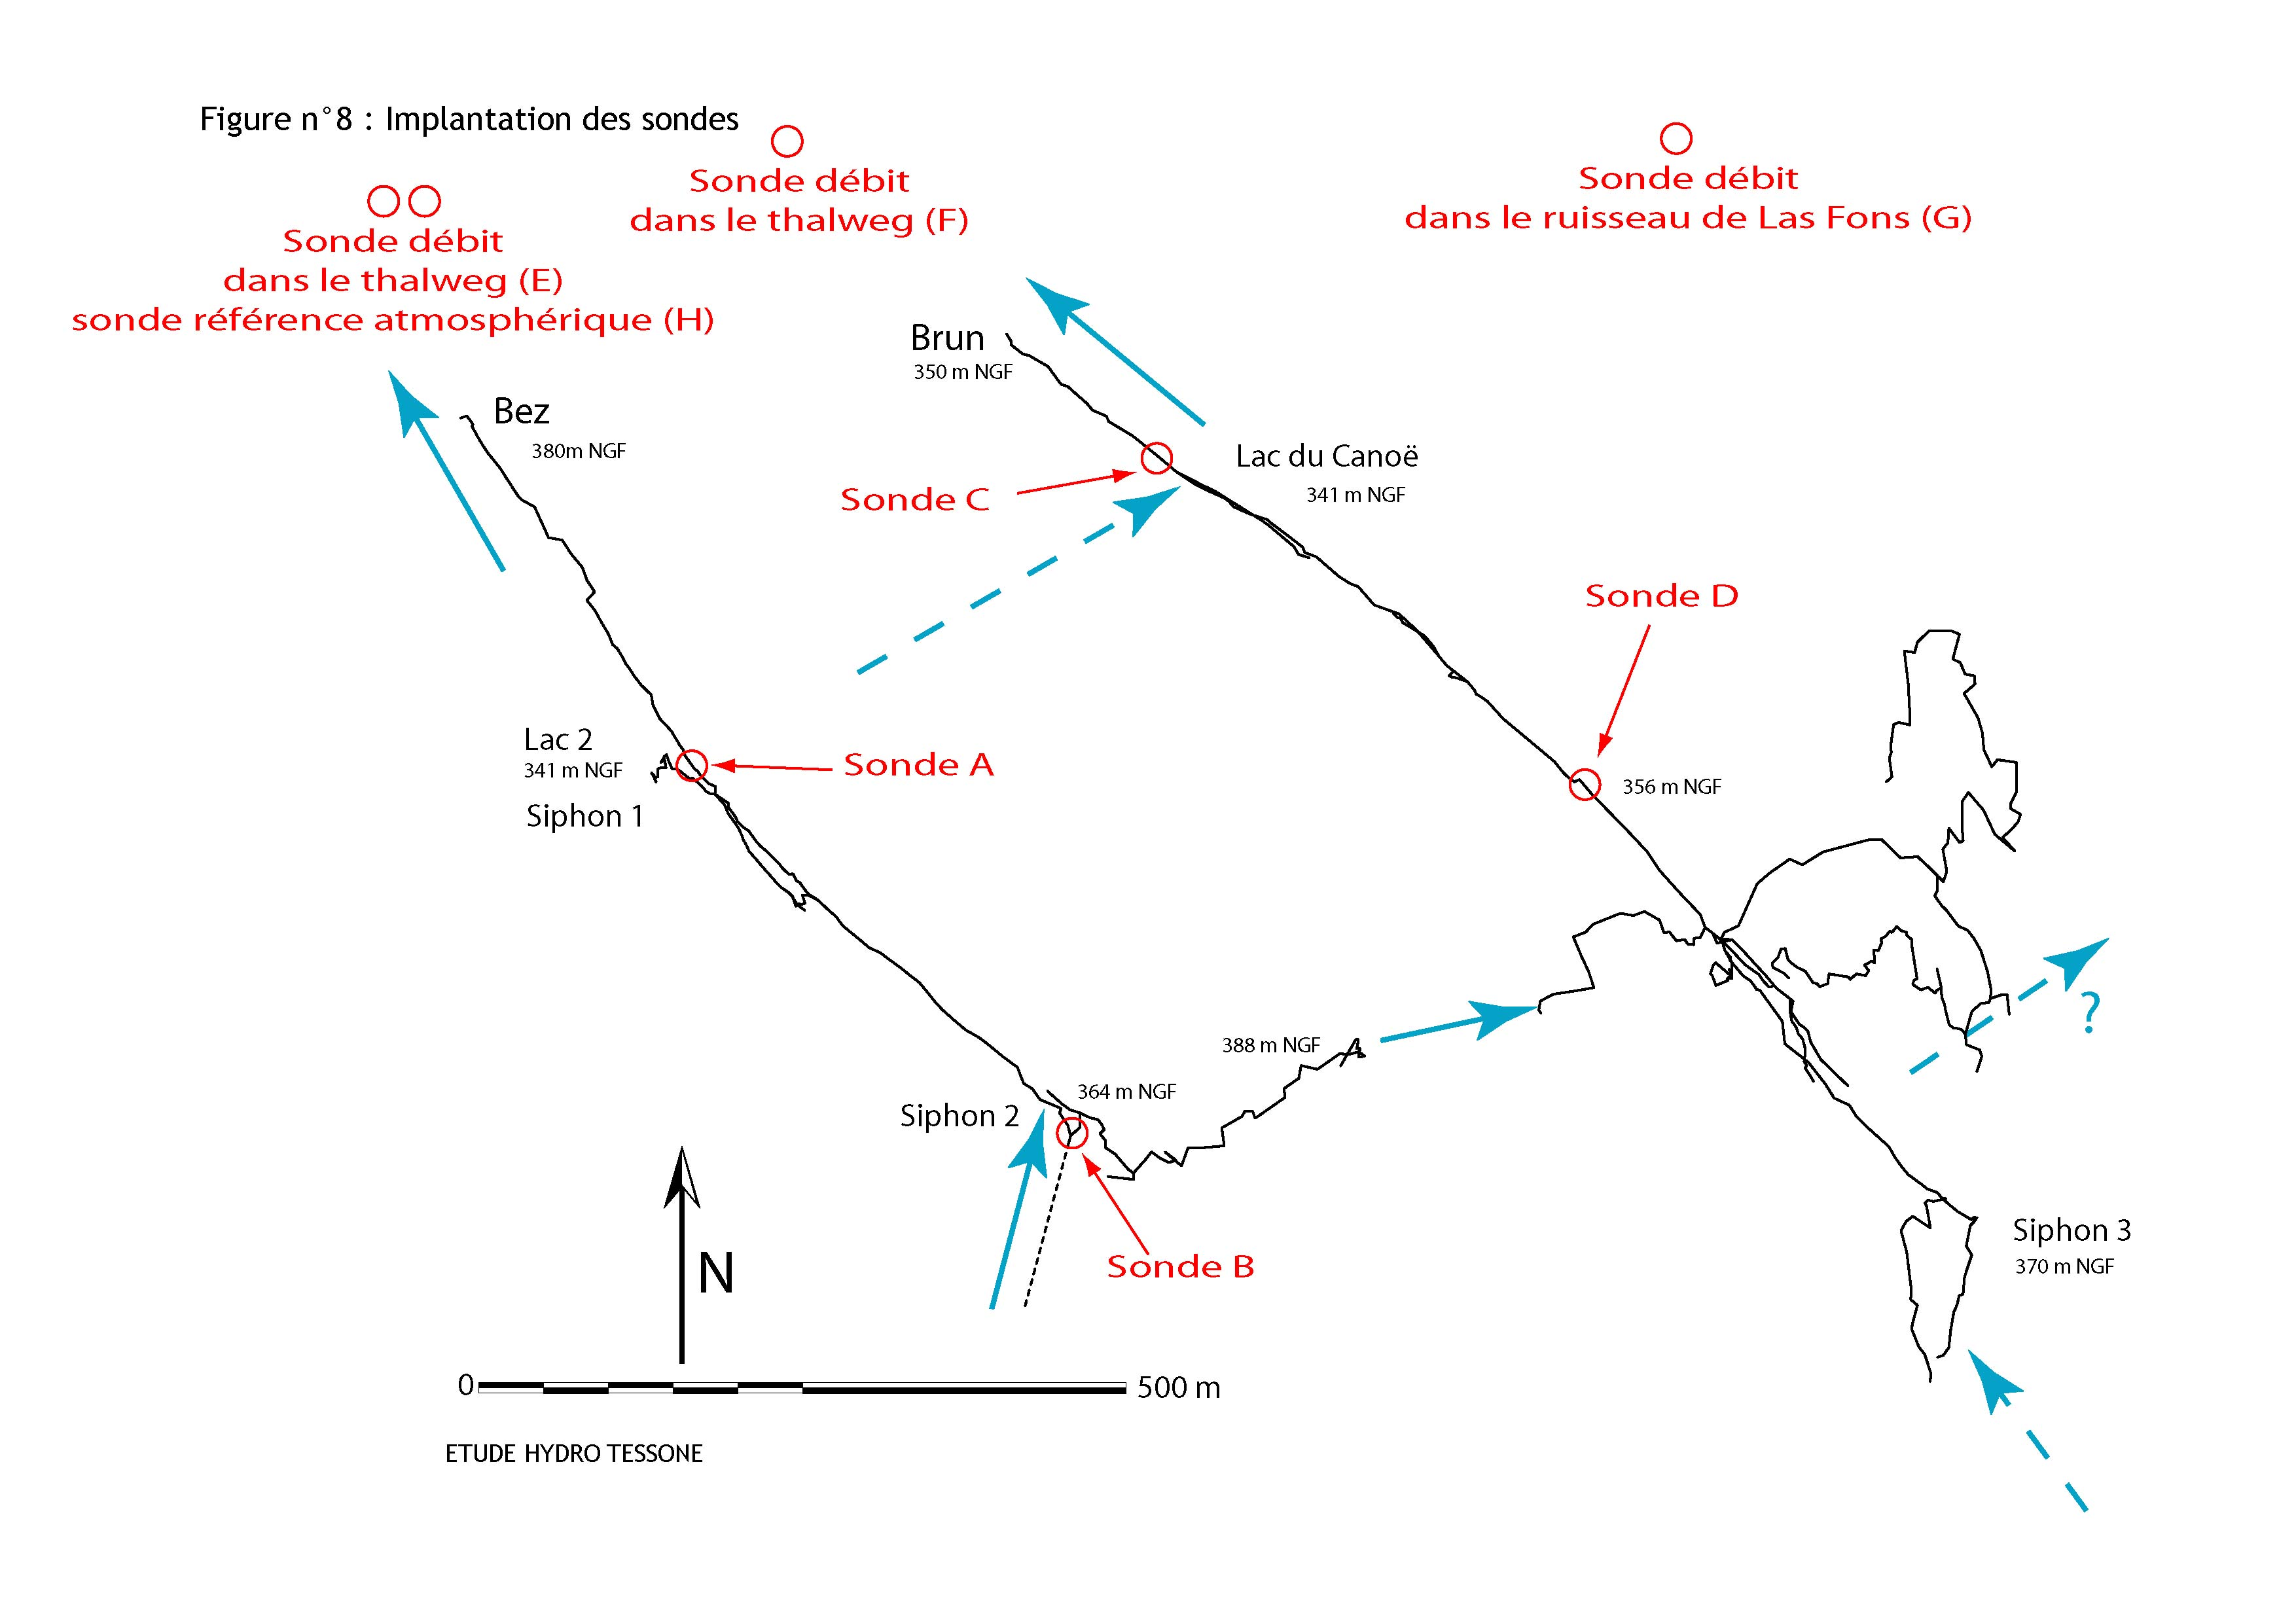 Figure n°8 : Implantation des sondes
Sonde débit
dans le thalweg (F)
Sonde débit
dans le ruisseau de Las Fons (G)
Sonde débit
dans le thalweg (E)
sonde référence atmosphérique (H)
Brun
350 m NGF
Bez
380m NGF
Lac du Canoë
341 m NGF
Sonde C
Sonde D
Lac 2
341 m NGF
Siphon 1
Sonde A
356 m NGF
?
388 m NGF
364 m NGF
Siphon 2
Sonde B
Siphon 3
370 m NGF
N
0
500 m
ETUDE HYDRO TESSONE